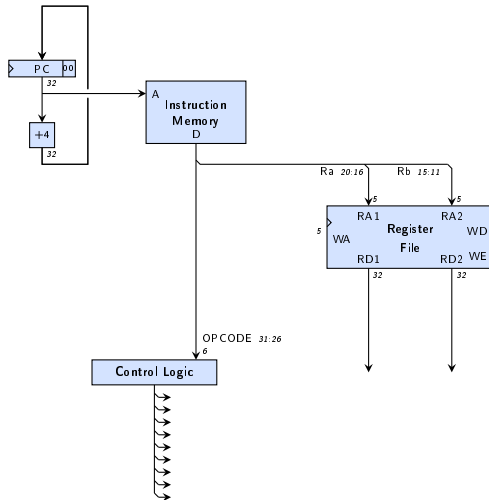 PC 00
32
A
Instruction
Memory
D
+4
32
Ra 20:16 Rb 15:11
5 5
RA1 RA2
5 WA Register WD
File
WE
RD1 RD2
32 32
OPCODE 31:26
6
Control Logic